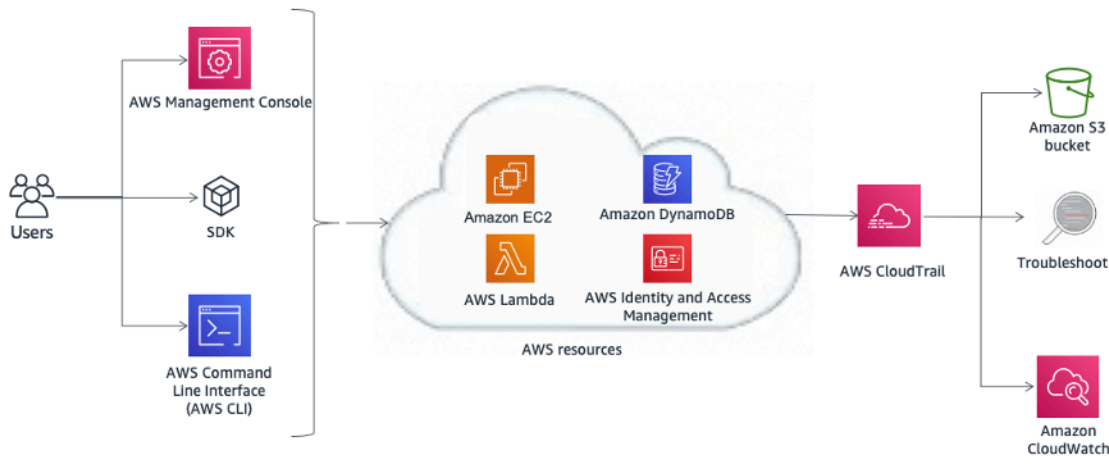 Users
AWS Management Console
SDK
AWS Command
Line Interface
(AWS CLI)
Amazon EC2
Amazon DynamoDB
AWS Lambda
AWS Identity and Access
Management
AWS resources
AWS CloudTrail
Amazon S3
bucket
Troubleshoot
Amazon
CloudWatch